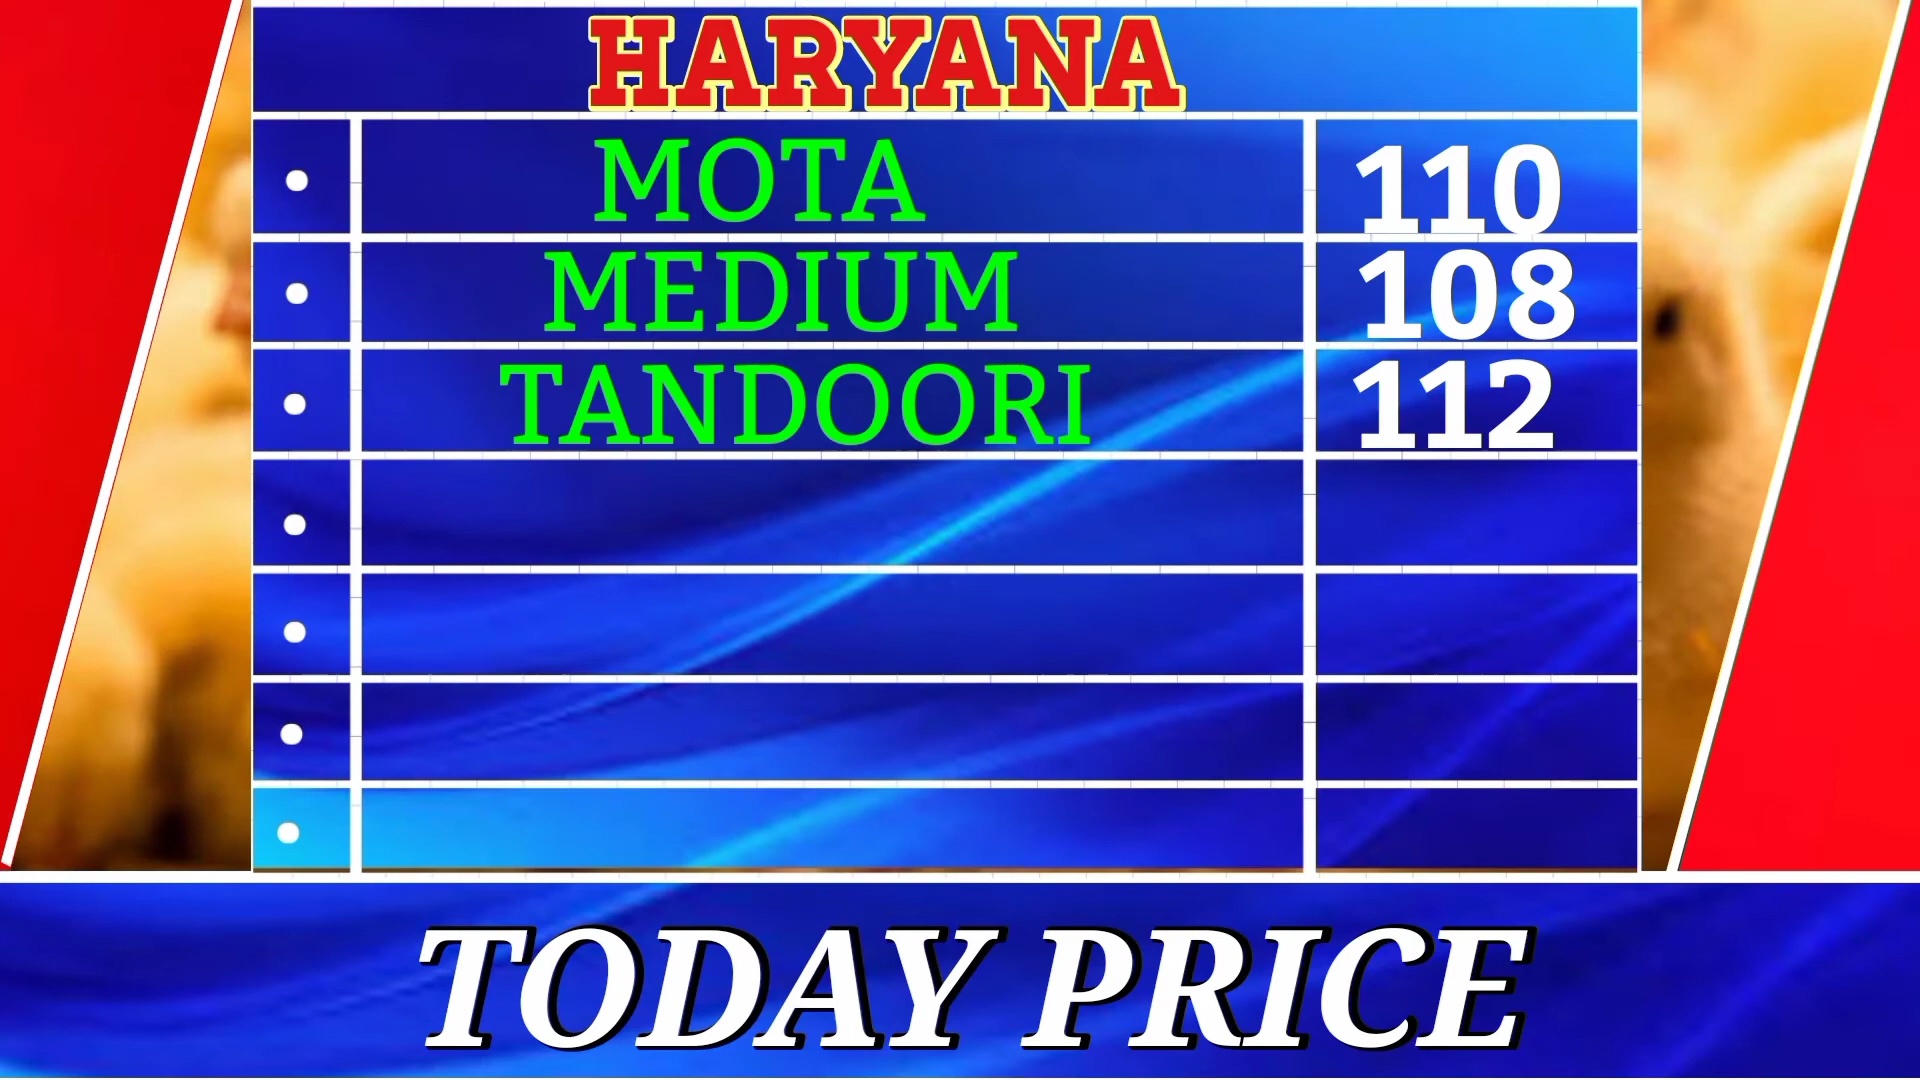 HARYANA
MOTA 110
MEDIUM 108
TANDOORI 112
TODAY PRICE